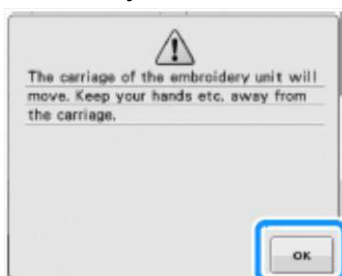 The carriage of the embroidery unit will
move. Keep your hands etc. away from
the carriage.
OK